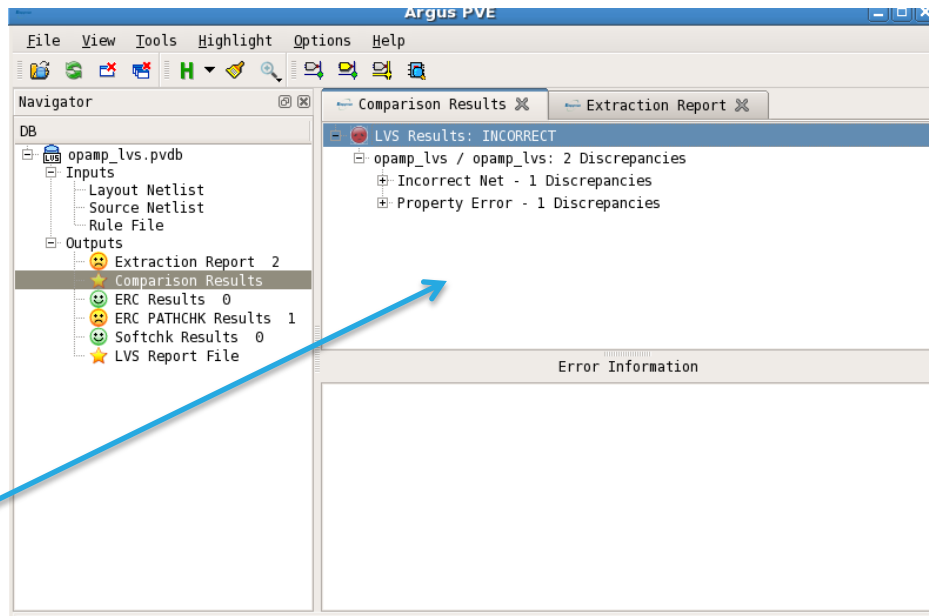 Argus PVE
File View Tools Highlight Options Help
H
Navigator
DB
LVS opamp_lvs.pvdb
Inputs
Layout Netlist
Source Netlist
Rule File
Outputs
Extraction Report 2
Comparison Results
ERC Results 0
ERC PATHCHK Results 1
Softchk Results 0
LVS Report File
Comparison Results Extraction Report
LVS Results: INCORRECT
opamp_lvs / opamp_lvs: 2 Discrepancies
Incorrect Net - 1 Discrepancies
Property Error - 1 Discrepancies
Error Information